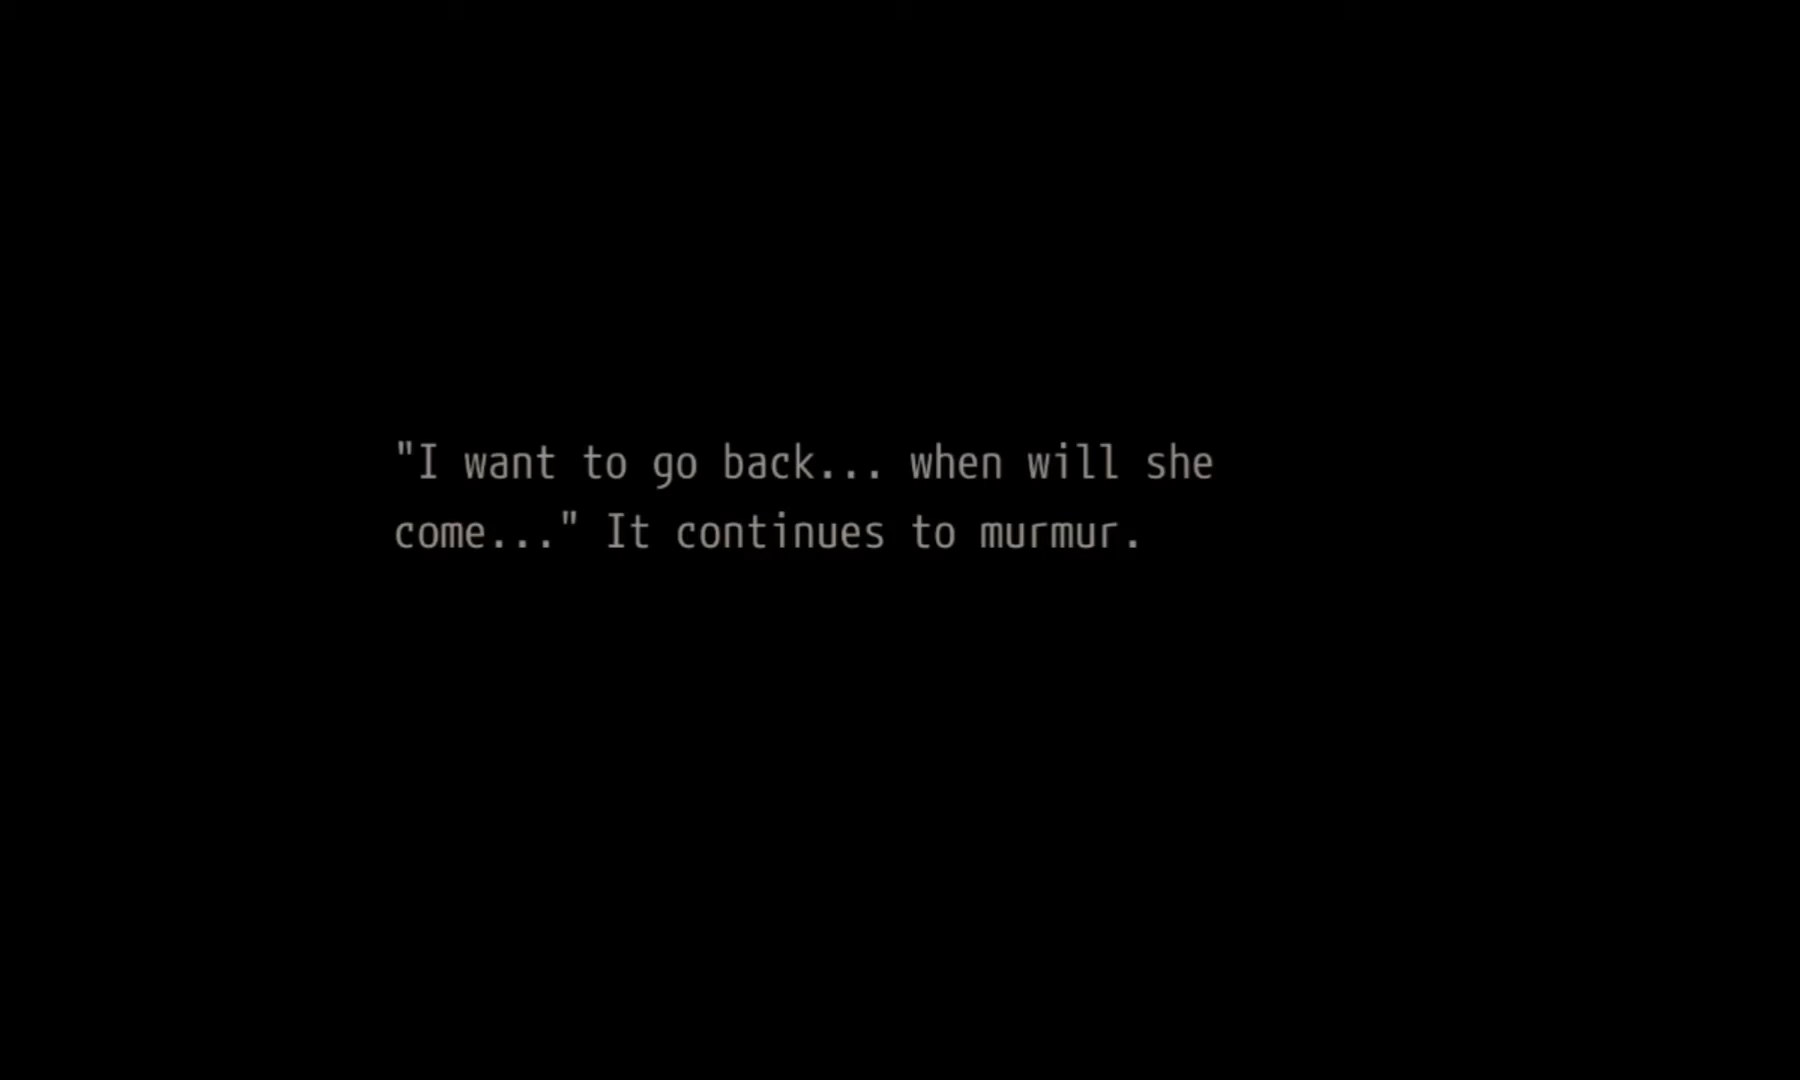 "I want to go back... when will she
come..." It continues to murmur.